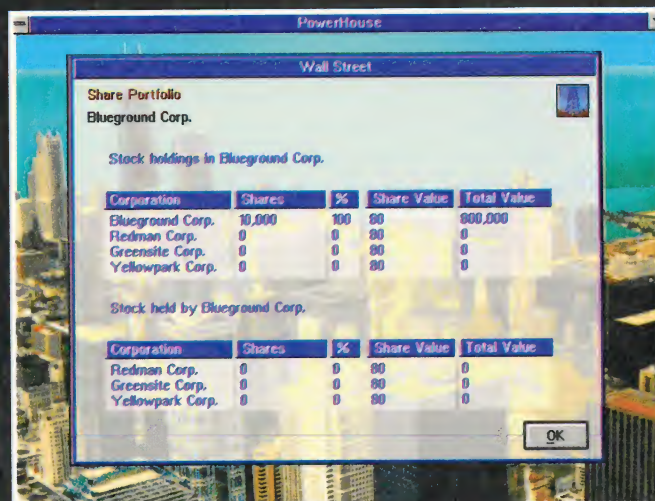 PowerHouse
Wall Street
Share Portfolio
Blueground Corp.
Stock holdings in Blueground Corp.
Corporation Shares % Share Value Total Value
Blueground Corp. 10,000 100 80 800,000
Redman Corp. 0 0 80 0
Greensite Corp. 0 0 80 0
Yellowpark Corp. 0 0 80 0
Stock held by Blueground Corp.
Corporation Shares % Share Value Total Value
Redman Corp. 0 0 80 0
Greensite Corp. 0 0 80 0
Yellowpark Corp. 0 0 80 0
OK